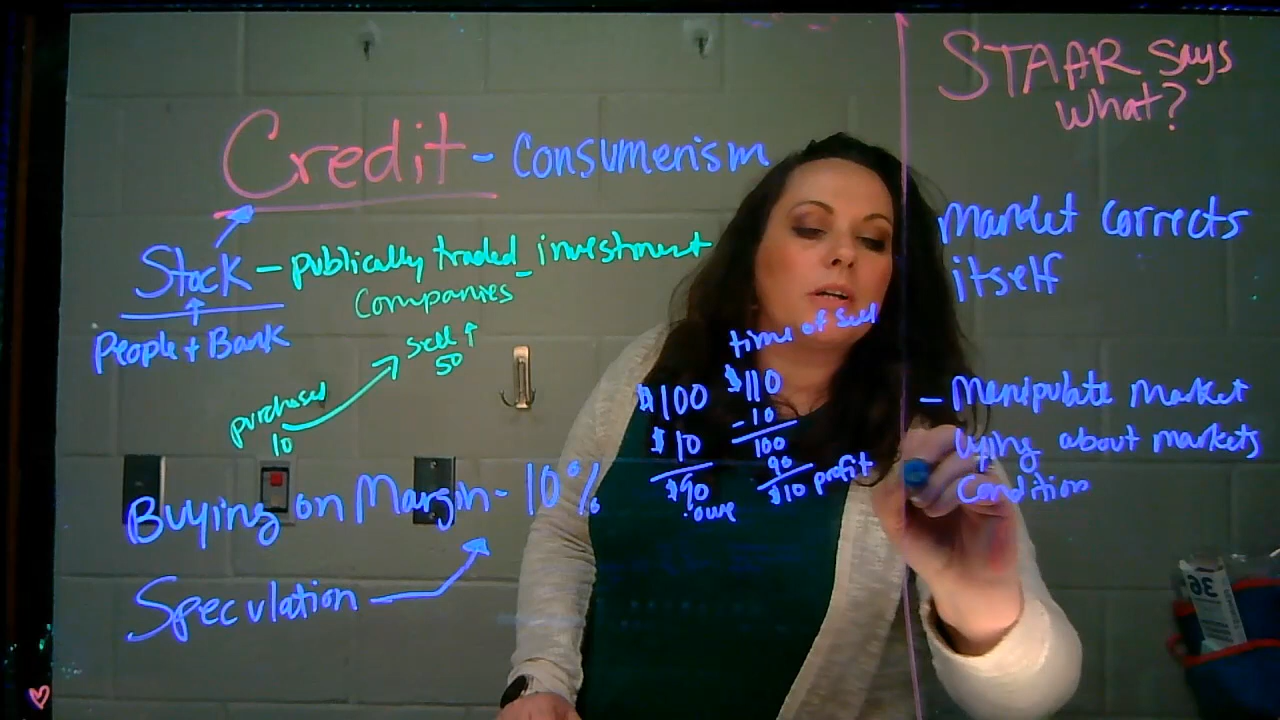 Credit - Consumerism
Stock - publically traded investment
Companies
People + Bank
purchased
10
sell ↑
50
Buying on Margin - 10%
Speculation
$100
$10
$90
owe
time of sell
$110
-10
100
90
$10 profit
STAAR Says
what?
Market corrects
itself
- Manipulate Market
lying about markets
Condition
36